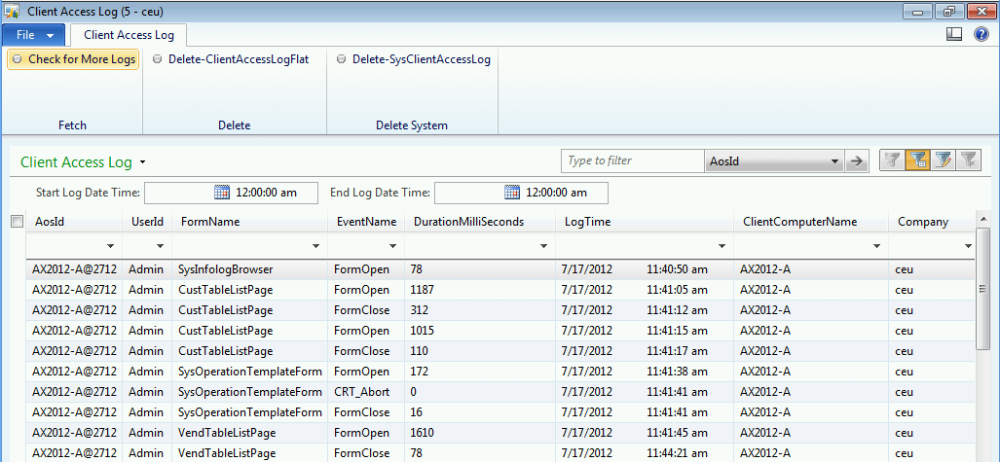 Client Access Log (5 - ceu)
File Client Access Log
Check for More Logs Delete-ClientAccessLogFlat Delete-SysClientAccessLog
Fetch Delete Delete System
Client Access Log Type to filter AosId
Start Log Date Time: 12:00:00 am End Log Date Time: 12:00:00 am
AosId UserId FormName EventName DurationMilliSeconds LogTime ClientComputerName Company
AX2012-A@2712 Admin SysInfologBrowser FormOpen 78 7/17/2012 11:40:50 am AX2012-A ceu
AX2012-A@2712 Admin CustTableListPage FormOpen 1187 7/17/2012 11:41:05 am AX2012-A ceu
AX2012-A@2712 Admin CustTableListPage FormClose 312 7/17/2012 11:41:12 am AX2012-A ceu
AX2012-A@2712 Admin CustTableListPage FormOpen 1015 7/17/2012 11:41:15 am AX2012-A ceu
AX2012-A@2712 Admin CustTableListPage FormClose 110 7/17/2012 11:41:17 am AX2012-A ceu
AX2012-A@2712 Admin SysOperationTemplateForm FormOpen 172 7/17/2012 11:41:38 am AX2012-A ceu
AX2012-A@2712 Admin SysOperationTemplateForm CRT_Abort 0 7/17/2012 11:41:41 am AX2012-A ceu
AX2012-A@2712 Admin SysOperationTemplateForm FormClose 16 7/17/2012 11:41:41 am AX2012-A ceu
AX2012-A@2712 Admin VendTableListPage FormOpen 1610 7/17/2012 11:41:45 am AX2012-A ceu
AX2012-A@2712 Admin VendTableListPage FormClose 78 7/17/2012 11:44:21 am AX2012-A ceu